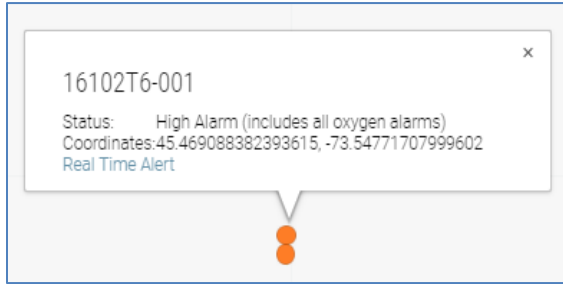 ×
16102T6-001
Status: High Alarm (includes all oxygen alarms)
Coordinates:45.469088382393615, -73.54771707999602
Real Time Alert